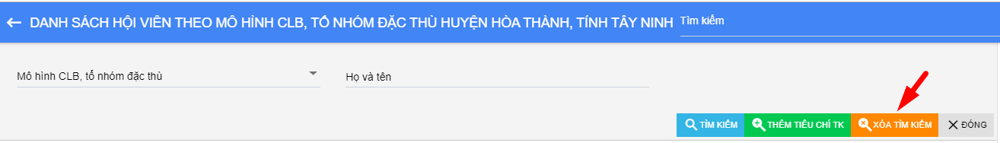 DANH SÁCH HỘI VIÊN THEO MÔ HÌNH CLB, TỔ NHÓM ĐẶC THÙ HUYỆN HÒA THÀNH, TỈNH TÂY NINH Tìm kiếm
Mô hình CLB, tổ nhóm đặc thù Họ và tên
TÌM KIẾM THÊM TIÊU CHÍ TK XÓA TÌM KIẾM ĐÓNG